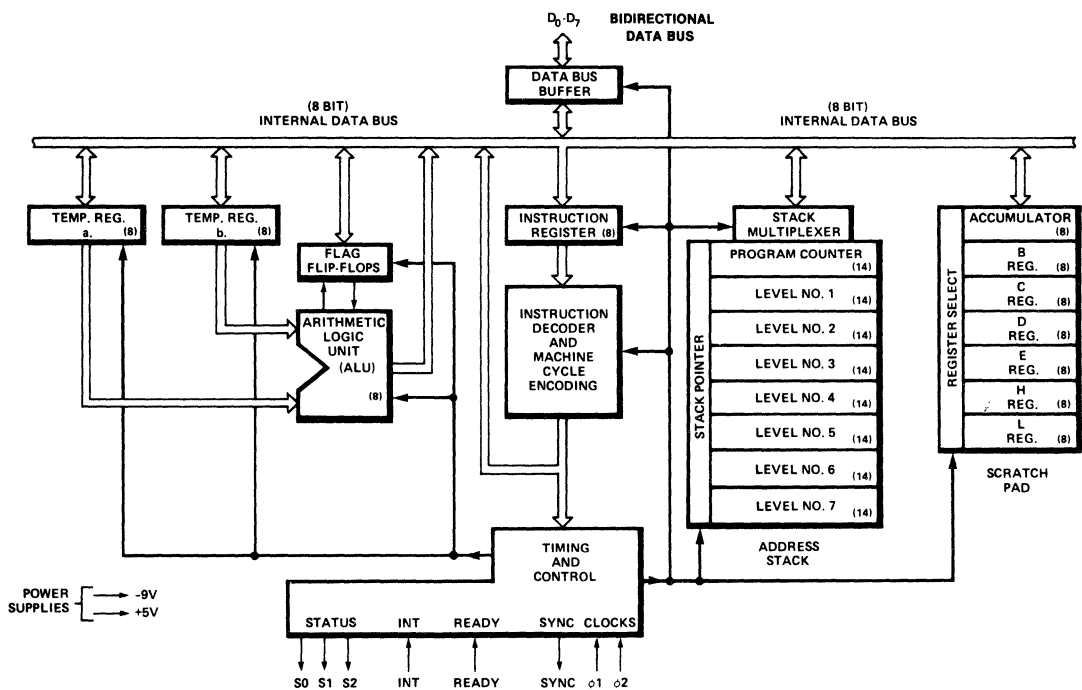 D₀-D₇ BIDIRECTIONAL
DATA BUS
DATA BUS
BUFFER
(8 BIT)
INTERNAL DATA BUS
(8 BIT)
INTERNAL DATA BUS
TEMP. REG.
a. (8)
TEMP. REG.
b. (8)
FLAG
FLIP-FLOPS
ARITHMETIC
LOGIC
UNIT
(ALU)
(8)
INSTRUCTION
REGISTER (8)
INSTRUCTION
DECODER
AND
MACHINE
CYCLE
ENCODING
STACK
MULTIPLEXER
STACK POINTER
PROGRAM COUNTER
(14)
LEVEL NO. 1
(14)
LEVEL NO. 2
(14)
LEVEL NO. 3
(14)
LEVEL NO. 4
(14)
LEVEL NO. 5
(14)
LEVEL NO. 6
(14)
LEVEL NO. 7
(14)
ADDRESS
STACK
REGISTER SELECT
ACCUMULATOR
(8)
B
REG. (8)
C
REG. (8)
D
REG. (8)
E
REG. (8)
H
REG. (8)
L
REG. (8)
SCRATCH
PAD
TIMING
AND
CONTROL
STATUS INT READY SYNC CLOCKS
S0 S1 S2 INT READY SYNC φ1 φ2
POWER
SUPPLIES
-9V
+5V